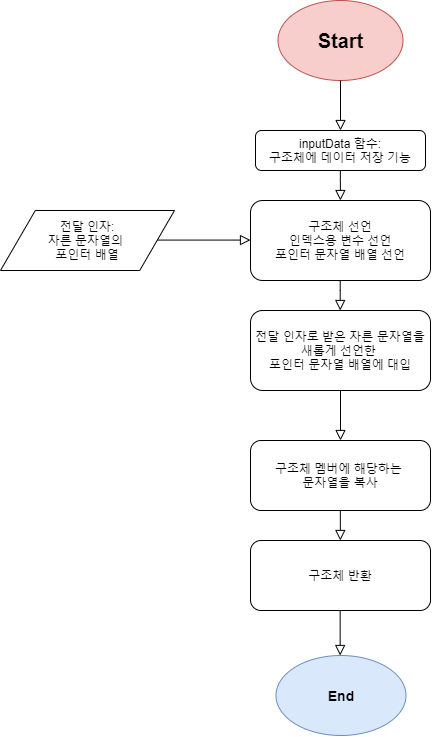 Start
inputData 함수:
구조체에 데이터 저장 기능
전달 인자:
자른 문자열의
포인터 배열
구조체 선언
인덱스용 변수 선언
포인터 문자열 배열 선언
전달 인자로 받은 자른 문자열을
새롭게 선언한
포인터 문자열 배열에 대입
구조체 멤버에 해당하는
문자열을 복사
구조체 반환
End